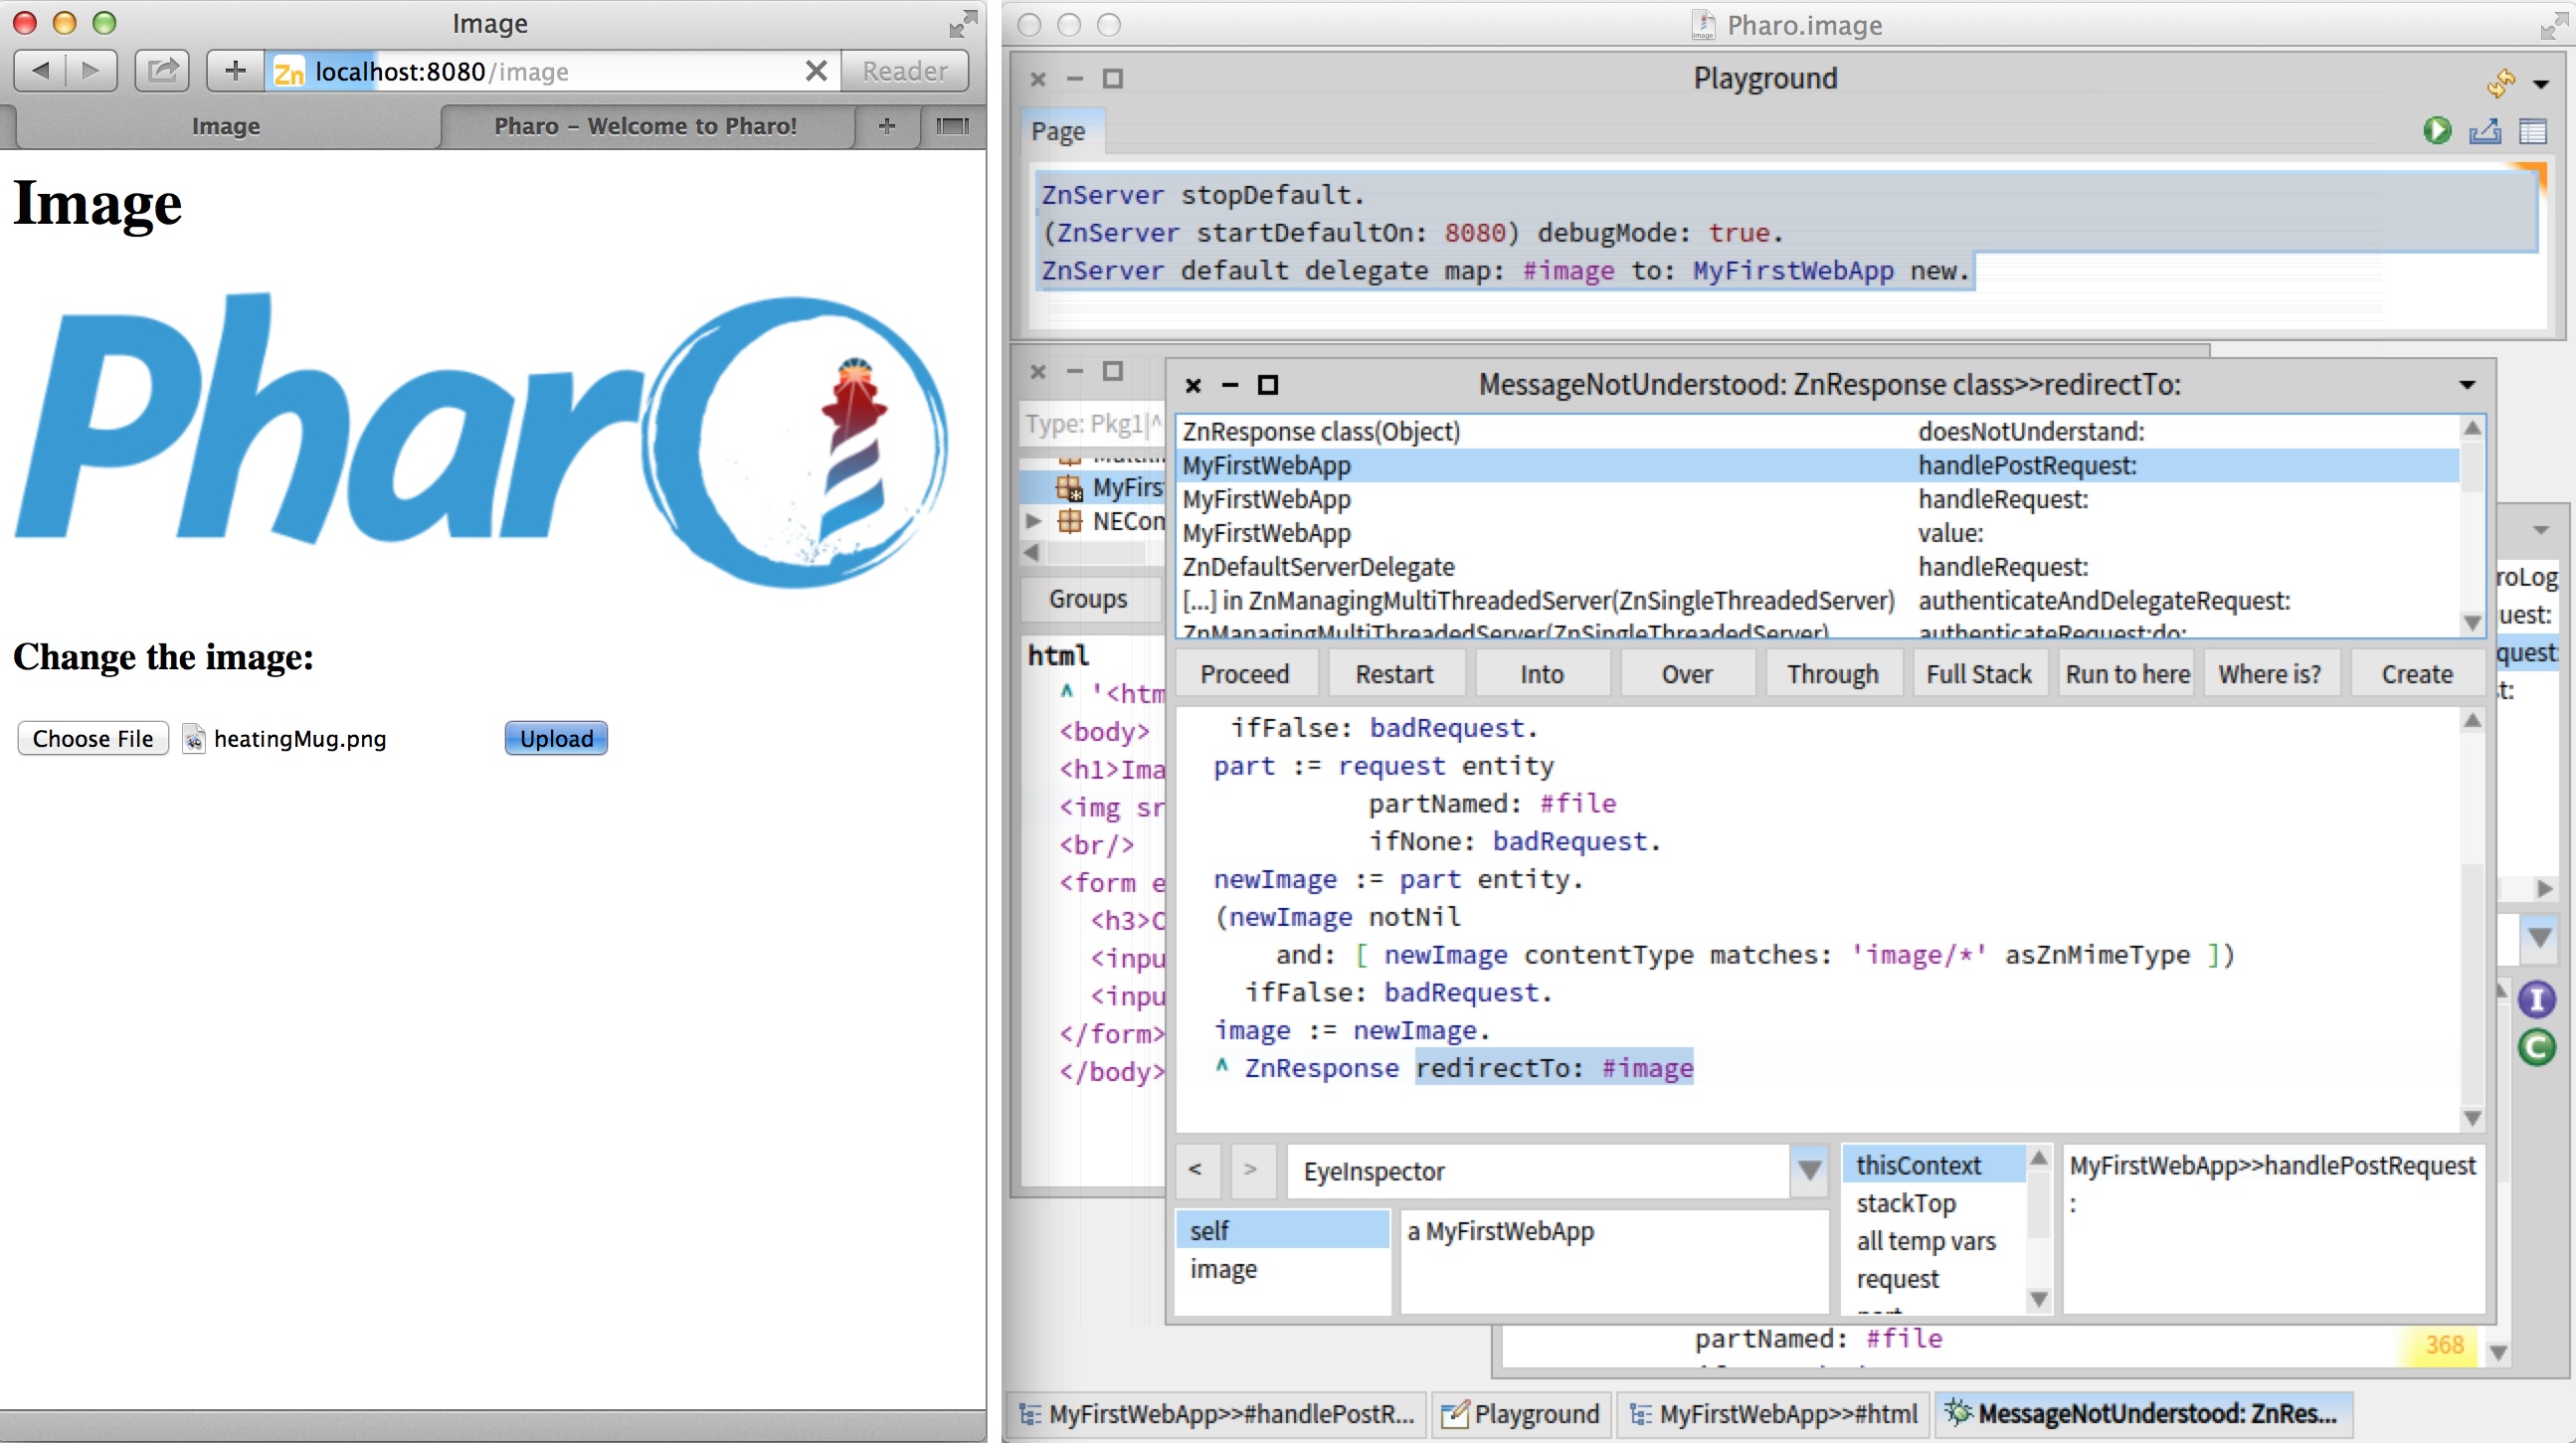 Image
Zn localhost:8080/image
Reader
Image
Pharo – Welcome to Pharo!
Image
Pharo
Change the image:
Choose File heatingMug.png Upload
Pharo.image
Playground
Page
ZnServer stopDefault.
(ZnServer startDefaultOn: 8080) debugMode: true.
ZnServer default delegate map: #image to: MyFirstWebApp new.
Type: Pkg1|^
MyFirs
NECom
Groups
html
^ '<htm
<body>
<h1>Ima
<img sr
<br/>
<form e
<h3>C
<inpu
<inpu
</form>
</body>
MessageNotUnderstood: ZnResponse class>>redirectTo:
ZnResponse class(Object) doesNotUnderstand:
MyFirstWebApp handlePostRequest:
MyFirstWebApp handleRequest:
MyFirstWebApp value:
ZnDefaultServerDelegate handleRequest:
[...] in ZnManagingMultiThreadedServer(ZnSingleThreadedServer) authenticateAndDelegateRequest:
ZnManagingMultiThreadedServer(ZnSingleThreadedServer) authenticateRequest:do:
Proceed Restart Into Over Through Full Stack Run to here Where is? Create
ifFalse: badRequest.
part := request entity
partNamed: #file
ifNone: badRequest.
newImage := part entity.
(newImage notNil
and: [ newImage contentType matches: 'image/*' asZnMimeType ])
ifFalse: badRequest.
image := newImage.
^ ZnResponse redirectTo: #image
< > EyeInspector
self
image
a MyFirstWebApp
thisContext
stackTop
all temp vars
request
MyFirstWebApp>>handlePostRequest
:
roLog
uest:
quest:
t:
I
C
partNamed: #file
368
MyFirstWebApp>>#handlePostR... Playground MyFirstWebApp>>#html MessageNotUnderstood: ZnRes...